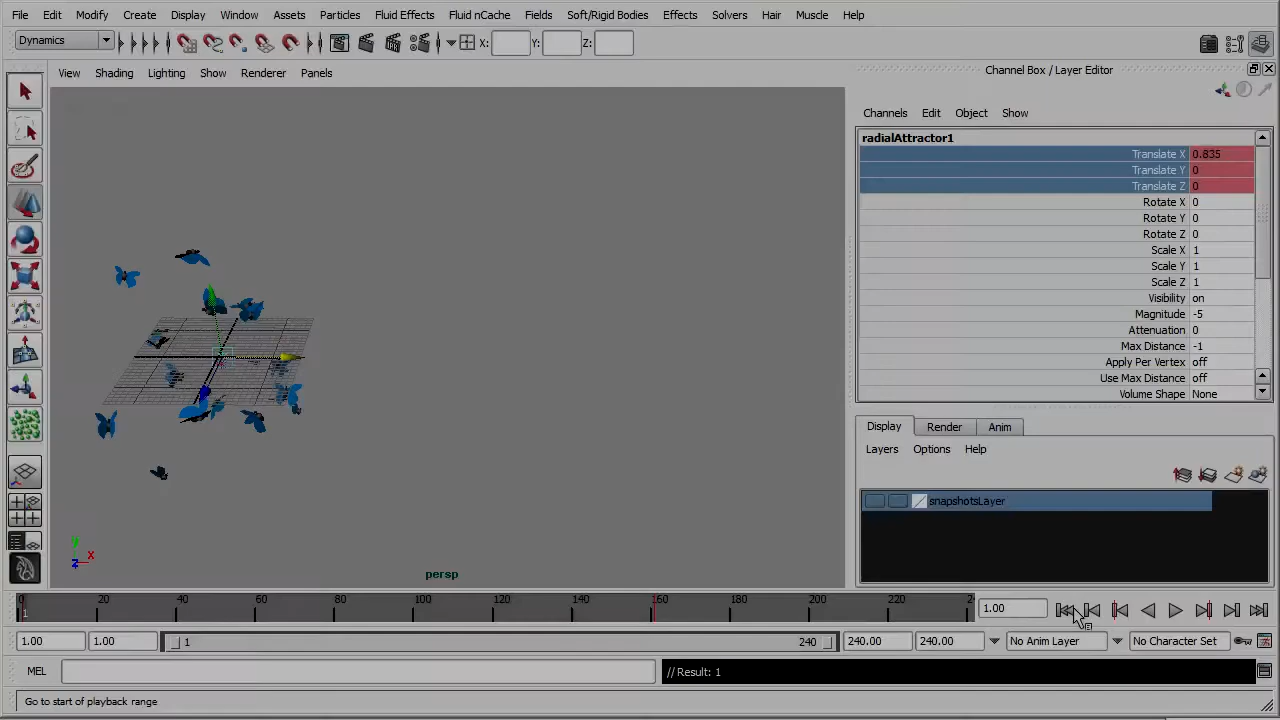 File Edit Modify Create Display Window Assets Particles Fluid Effects Fluid nCache Fields Soft/Rigid Bodies Effects Solvers Hair Muscle Help
Dynamics X: Y: Z:
View Shading Lighting Show Renderer Panels
Channel Box / Layer Editor
Channels Edit Object Show
radialAttractor1
Translate X 0.835
Translate Y 0
Translate Z 0
Rotate X 0
Rotate Y 0
Rotate Z 0
Scale X 1
Scale Y 1
Scale Z 1
Visibility on
Magnitude -5
Attenuation 0
Max Distance -1
Apply Per Vertex off
Use Max Distance off
Volume Shape None
Display Render Anim
Layers Options Help
snapshotsLayer
y
x
z
persp
0 20 40 60 80 100 120 140 160 180 200 220 2
1
1.00
1.00 1.00 1 240 240.00 240.00 No Anim Layer No Character Set
MEL // Result: 1
Go to start of playback range